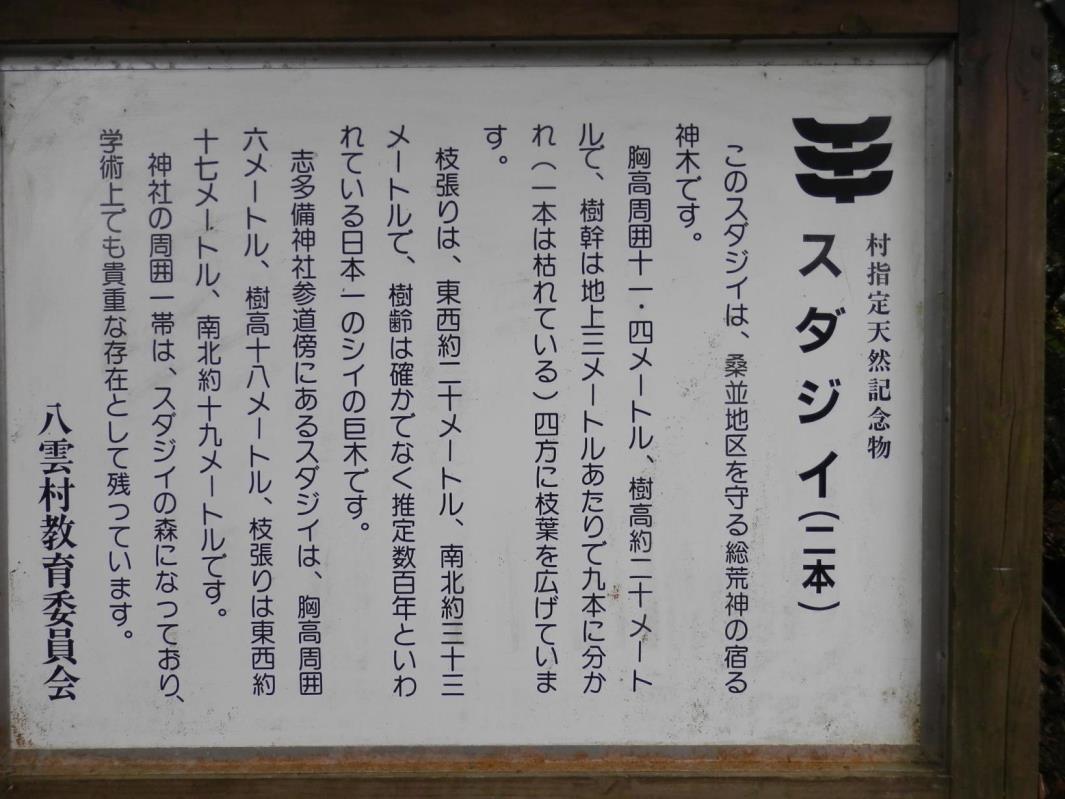 村指定天然記念物
スダジイ(二本)
このスダジイは、桑並地区を守る総荒神の宿る
神木です。
胸高周囲十一・四メートル、樹高約二十メート
ルで、樹幹は地上三メートルあたりで九本に分か
れ(一本は枯れている)四方に枝葉を広げていま
す。
枝張りは、東西約二十メートル、南北約三十三
メートルで、樹齢は確かでなく推定数百年といわ
れている日本一のシイの巨木です。
志多備神社参道傍にあるスダジイは、胸高周囲
六メートル、樹高十八メートル、枝張りは東西約
十七メートル、南北約十九メートルです。
神社の周囲一帯は、スダジイの森になっており、
学術上でも貴重な存在として残っています。
八雲村教育委員会